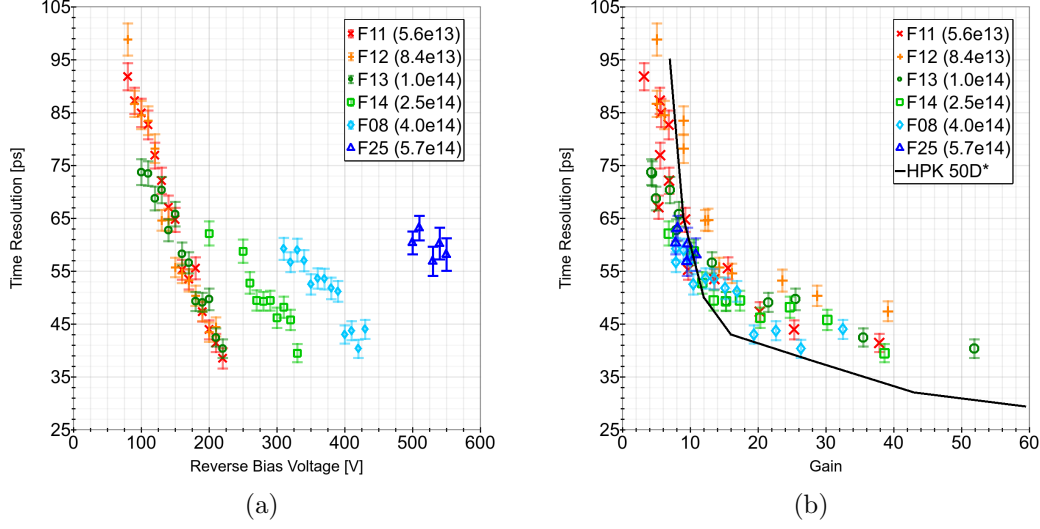 105
95
85
75
65
55
45
35
25
Time Resolution [ps]
0
100
200
300
400
500
600
Reverse Bias Voltage [V]
F11 (5.6e13)
F12 (8.4e13)
F13 (1.0e14)
F14 (2.5e14)
F08 (4.0e14)
F25 (5.7e14)
(a)
105
95
85
75
65
55
45
35
25
Time Resolution [ps]
0
10
20
30
40
50
60
Gain
F11 (5.6e13)
F12 (8.4e13)
F13 (1.0e14)
F14 (2.5e14)
F08 (4.0e14)
F25 (5.7e14)
HPK 50D*
(b)